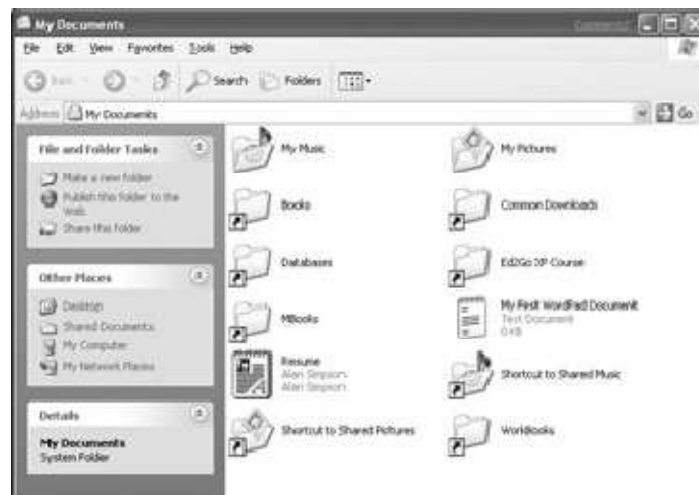 My Documents
File Edit View Favorites Tools Help
Back Search Folders
Address My Documents Go
File and Folder Tasks
Make a new folder
Publish this folder to the
Web
Share this folder
Other Places
Desktop
Shared Documents
My Computer
My Network Places
Details
My Documents
System Folder
My Music My Pictures
Books Common Downloads
Databases Ed2Go XP Course
MBooks My First WordPad Document
Text Document
0 KB
Resume Shortcut to Shared Music
Alan Simpson
Alan Simpson
Shortcut to Shared Pictures Workbooks